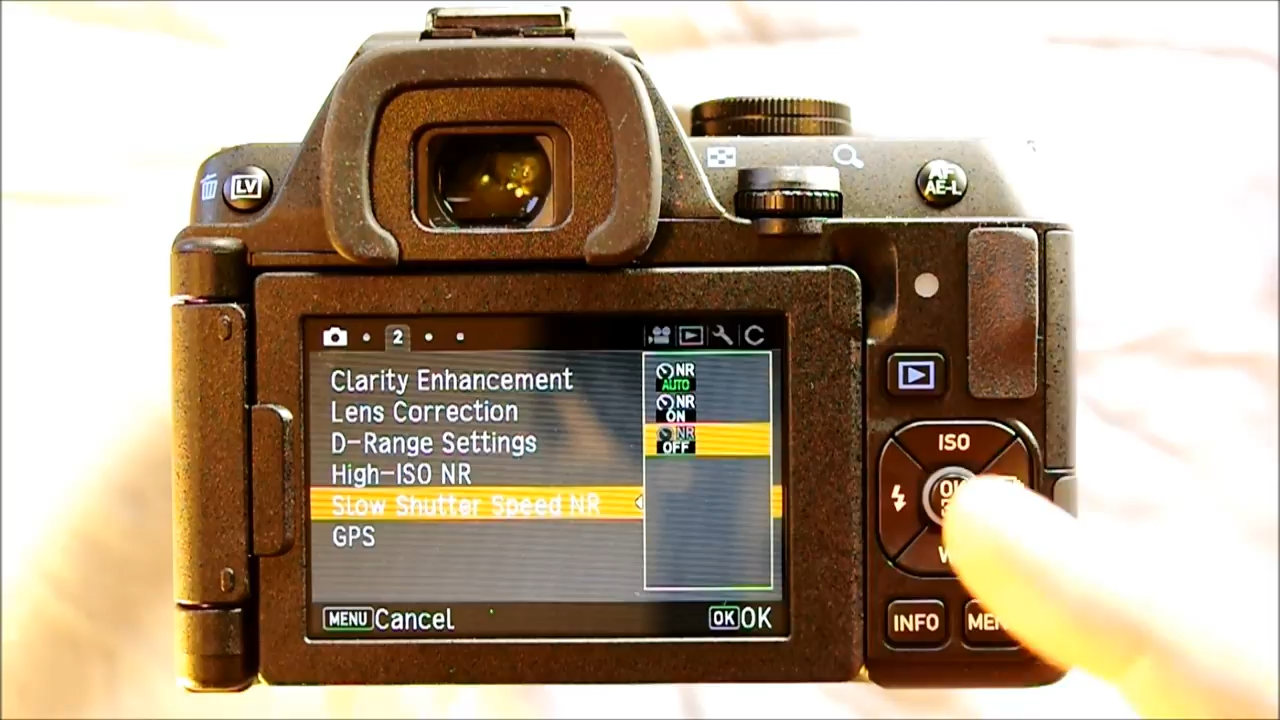 LV
AF
AE-L
2
Clarity Enhancement
Lens Correction
D-Range Settings
High-ISO NR
Slow Shutter Speed NR
GPS
NR
AUTO
NR
ON
NR
OFF
MENU Cancel
OK OK
ISO
OK
INFO